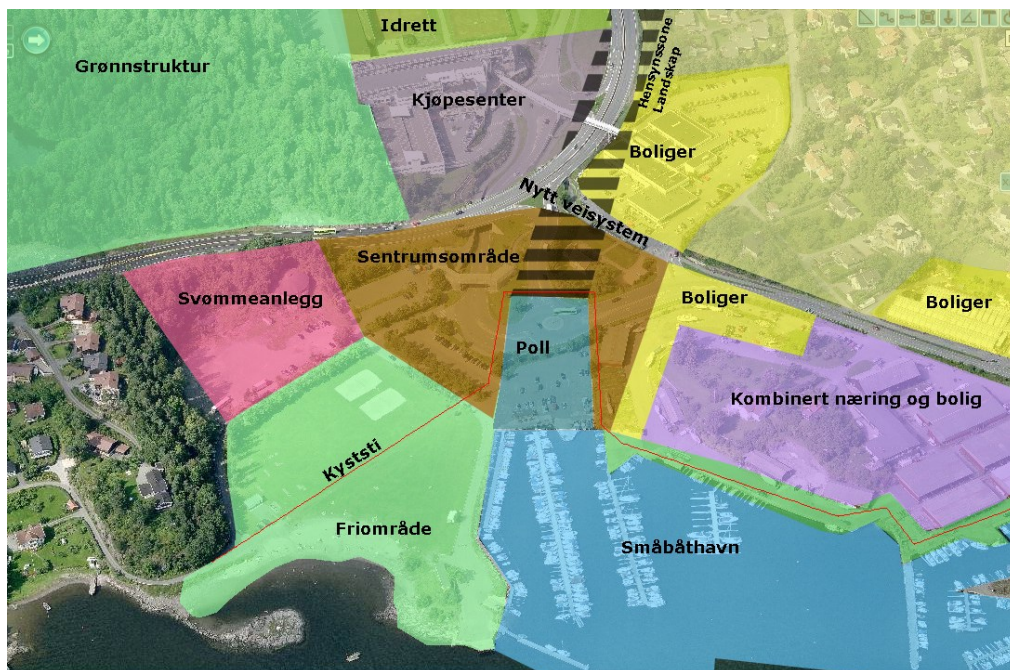 Idrett
Grønnstruktur
Kjøpesenter
Hensynssone
Landskap
Boliger
Nytt veisystem
Sentrumsområde
Svømmeanlegg
Boliger
Boliger
Poll
Kombinert næring og bolig
Kyststi
Friområde
Småbåthavn